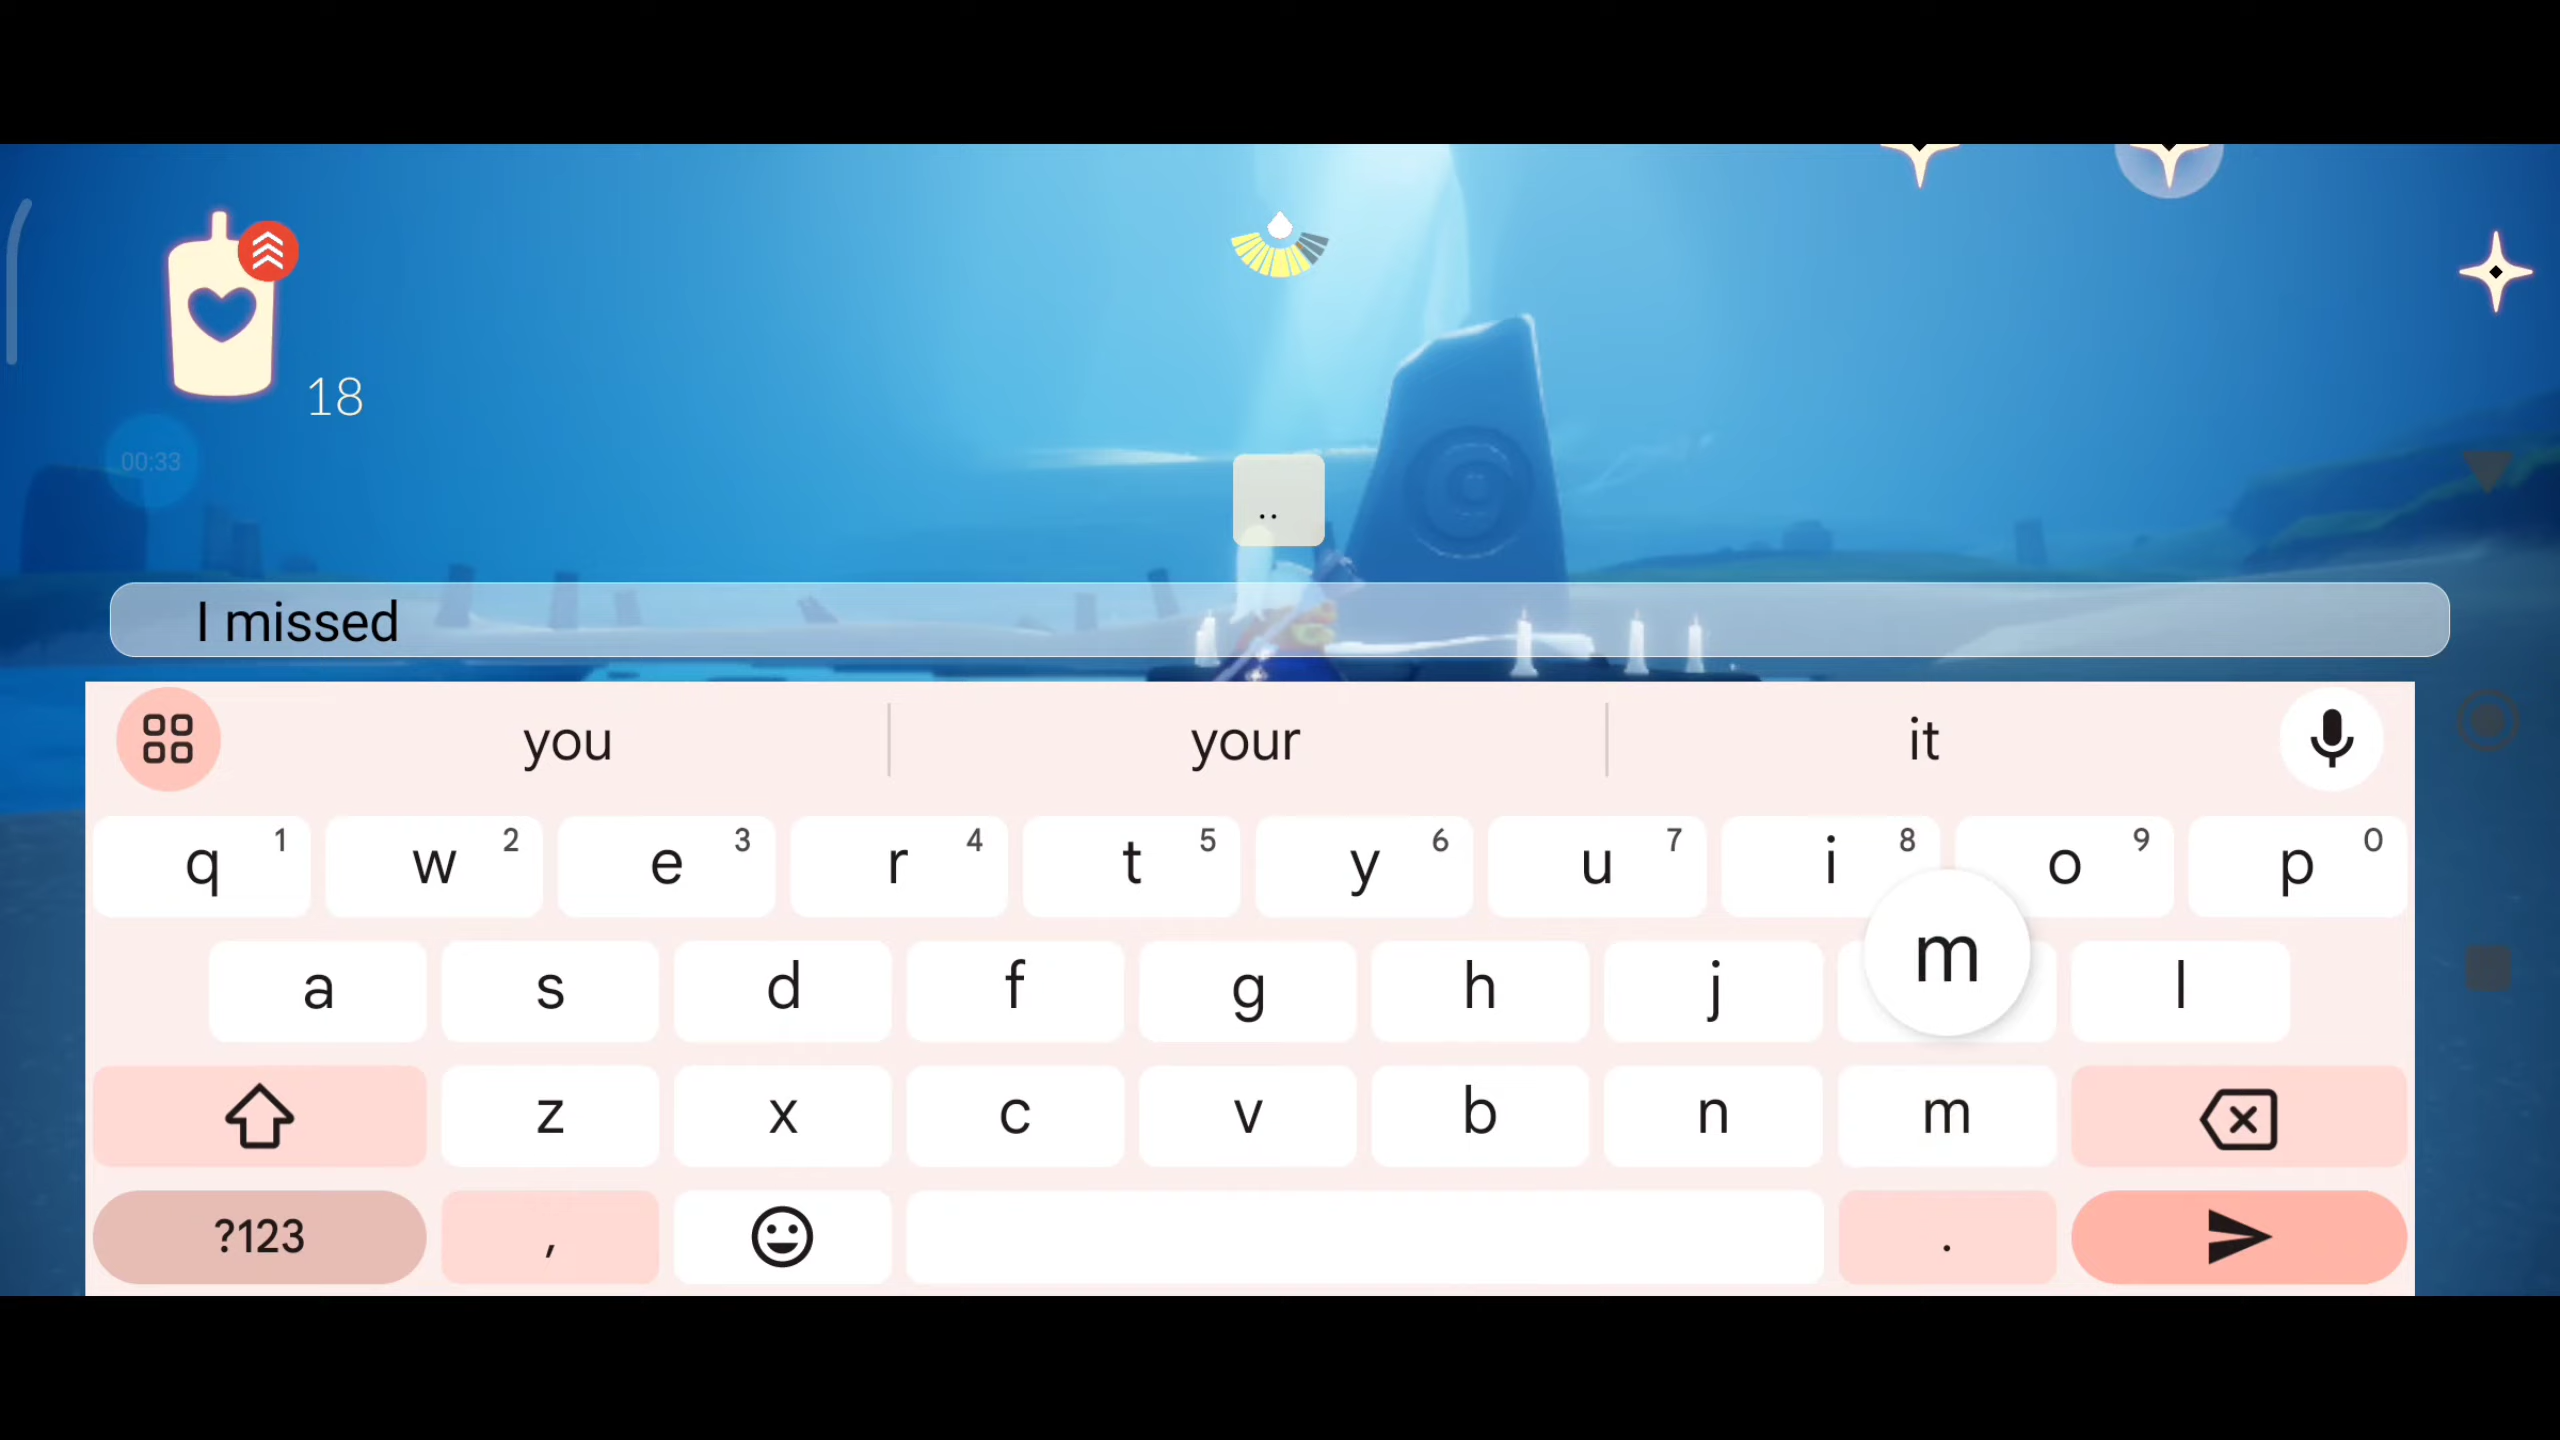 18
00:33
..
I missed
you your it
q 1 w 2 e 3 r 4 t 5 y 6 u 7 i 8 o 9 p 0
a s d f g h j m l
z x c v b n m
?123 , .